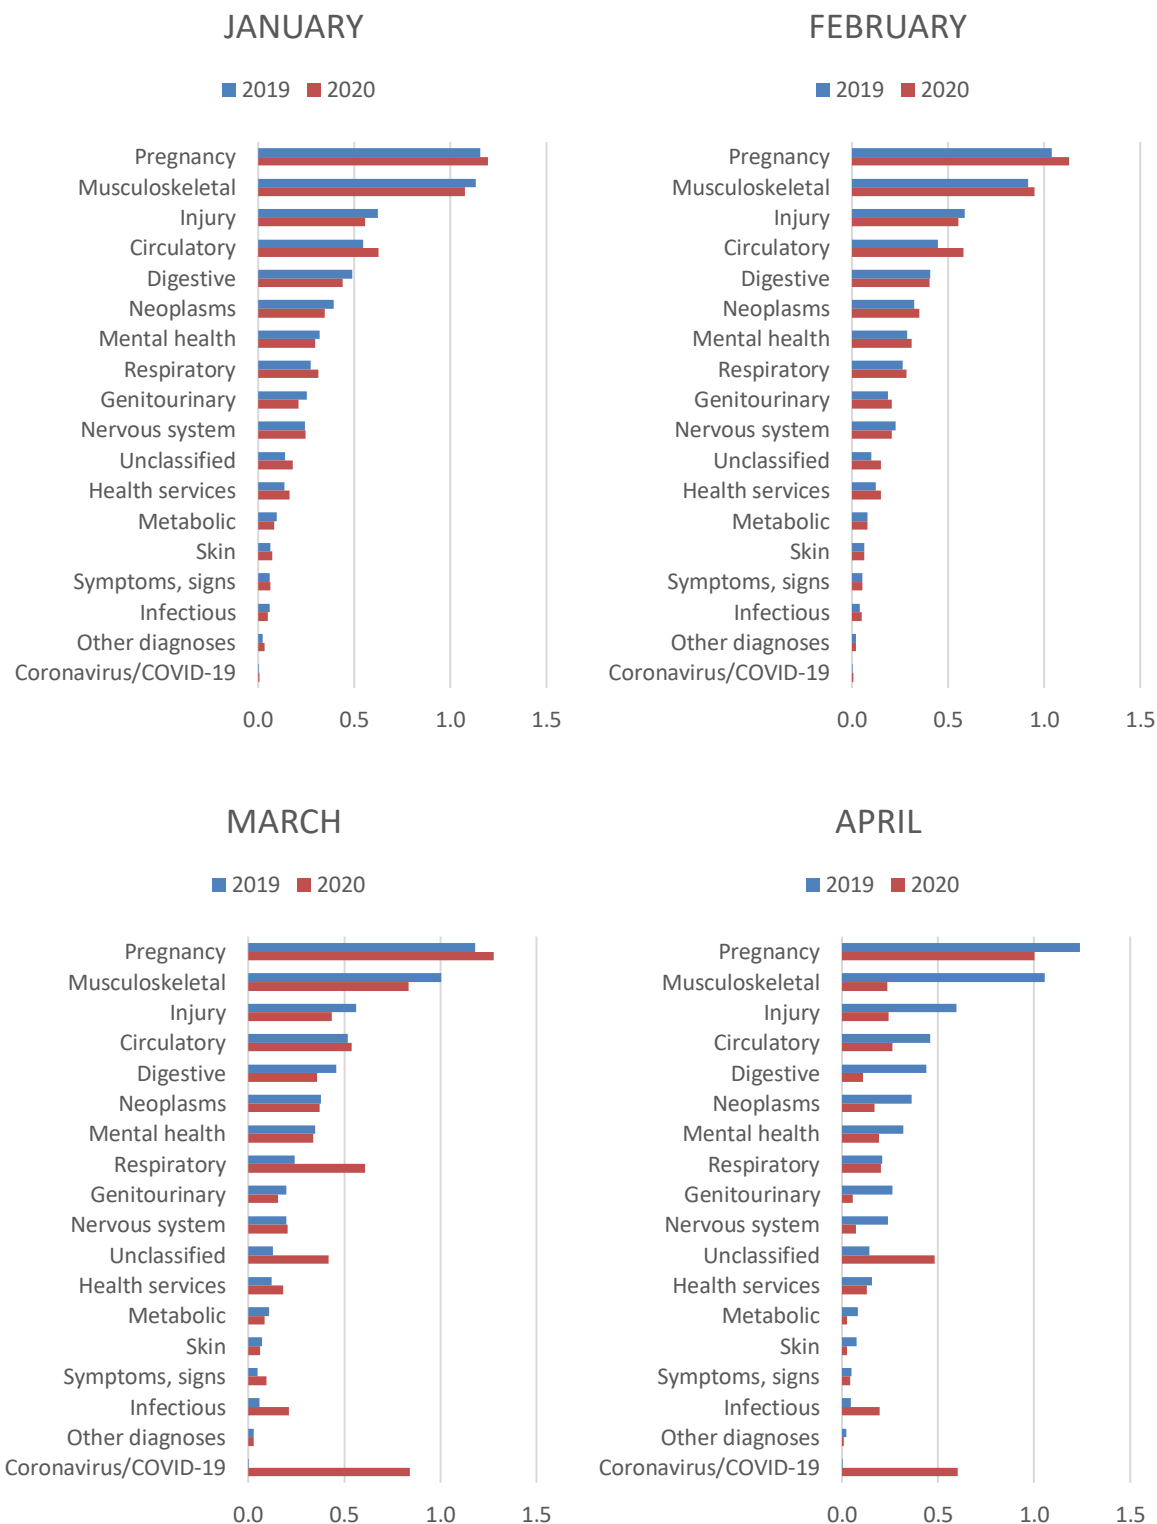 JANUARY
2019 2020
Pregnancy
Musculoskeletal
Injury
Circulatory
Digestive
Neoplasms
Mental health
Respiratory
Genitourinary
Nervous system
Unclassified
Health services
Metabolic
Skin
Symptoms, signs
Infectious
Other diagnoses
Coronavirus/COVID-19
0.0 0.5 1.0 1.5
FEBRUARY
2019 2020
Pregnancy
Musculoskeletal
Injury
Circulatory
Digestive
Neoplasms
Mental health
Respiratory
Genitourinary
Nervous system
Unclassified
Health services
Metabolic
Skin
Symptoms, signs
Infectious
Other diagnoses
Coronavirus/COVID-19
0.0 0.5 1.0 1.5
MARCH
2019 2020
Pregnancy
Musculoskeletal
Injury
Circulatory
Digestive
Neoplasms
Mental health
Respiratory
Genitourinary
Nervous system
Unclassified
Health services
Metabolic
Skin
Symptoms, signs
Infectious
Other diagnoses
Coronavirus/COVID-19
0.0 0.5 1.0 1.5
APRIL
2019 2020
Pregnancy
Musculoskeletal
Injury
Circulatory
Digestive
Neoplasms
Mental health
Respiratory
Genitourinary
Nervous system
Unclassified
Health services
Metabolic
Skin
Symptoms, signs
Infectious
Other diagnoses
Coronavirus/COVID-19
0.0 0.5 1.0 1.5